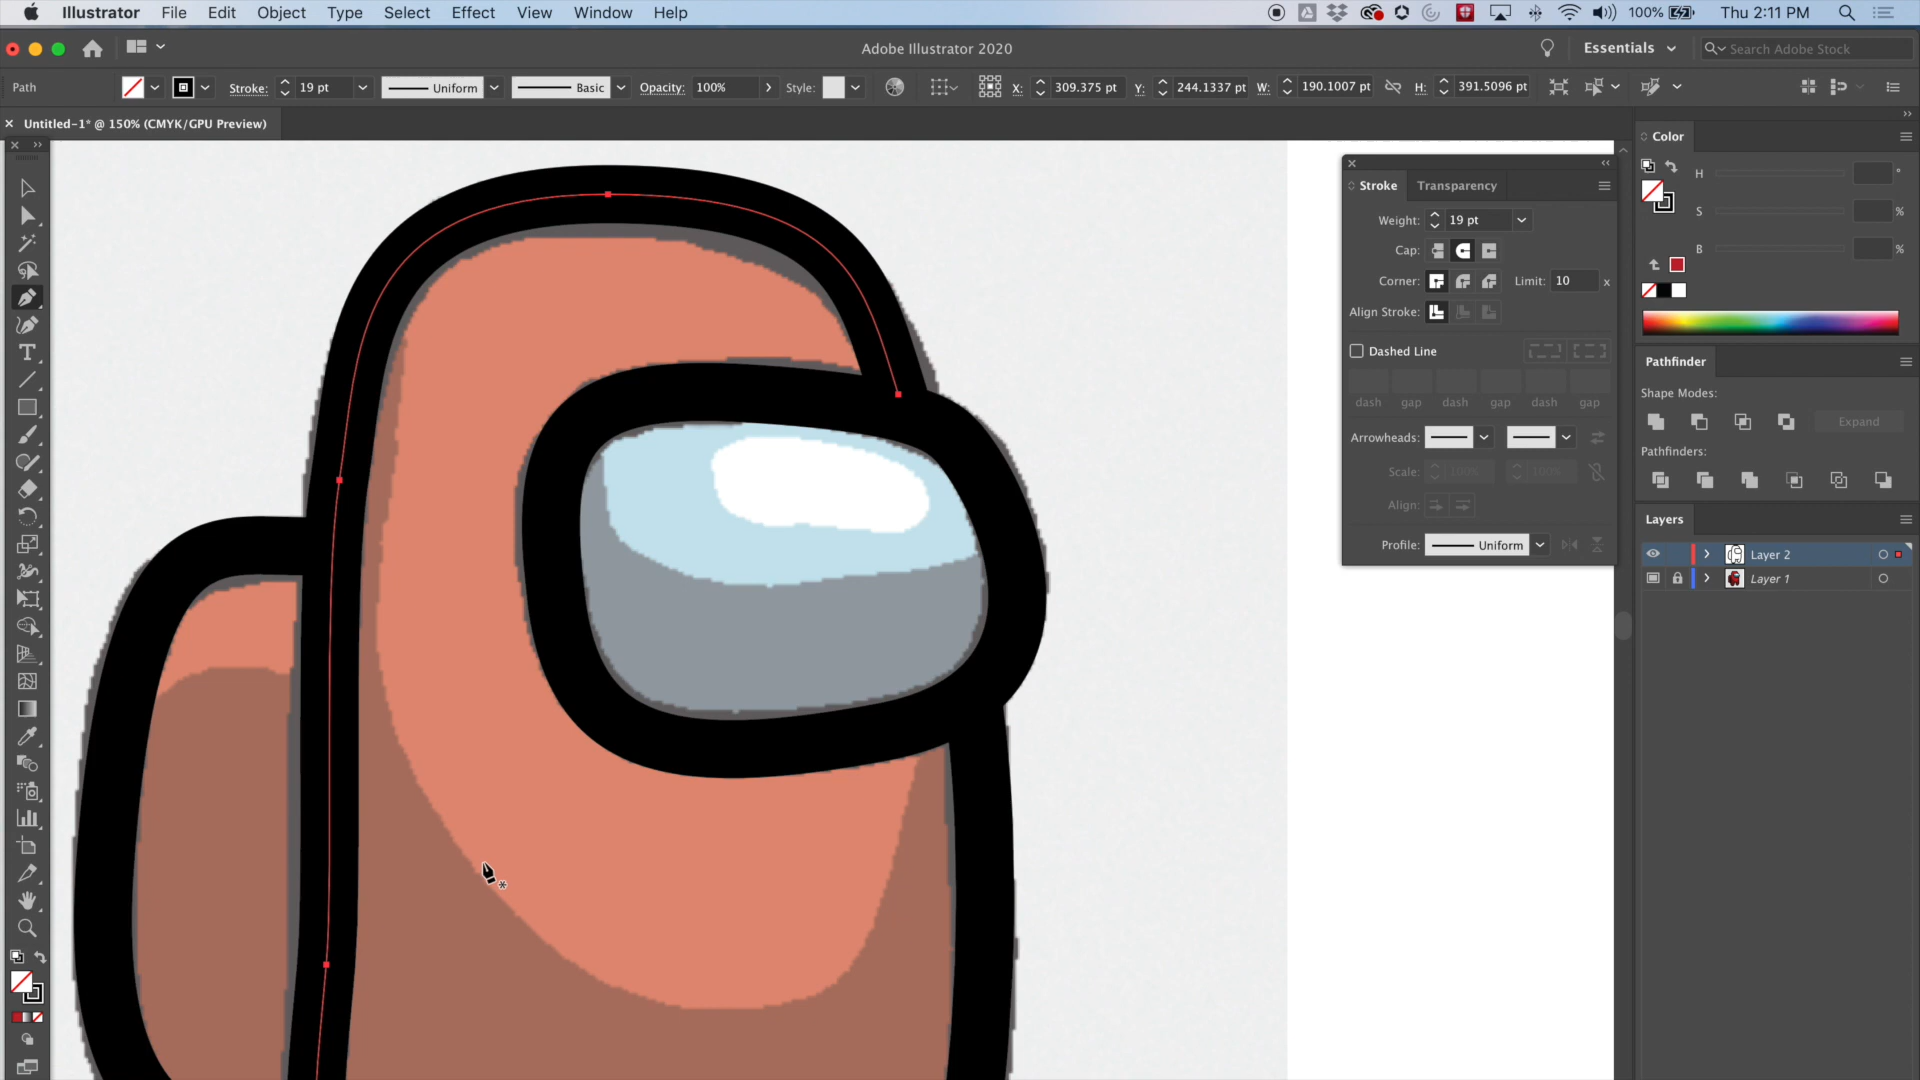 Illustrator File Edit Object Type Select Effect View Window Help 100% Thu 2:11 PM
Adobe Illustrator 2020 Essentials Search Adobe Stock
Path Stroke: 19 pt Uniform Basic Opacity: 100% Style: X: 309.375 pt Y: 244.1337 pt W: 190.1007 pt H: 391.5096 pt
Untitled-1* @ 150% (CMYK/GPU Preview)
Stroke Transparency
Weight: 19 pt
Cap:
Corner: Limit: 10 x
Align Stroke:
Dashed Line
dash gap dash gap dash gap
Arrowheads:
Scale: 100% 100%
Align:
Profile: Uniform
Color
H °
S %
B %
Pathfinder
Shape Modes:
Expand
Pathfinders:
Layers
Layer 2
Layer 1